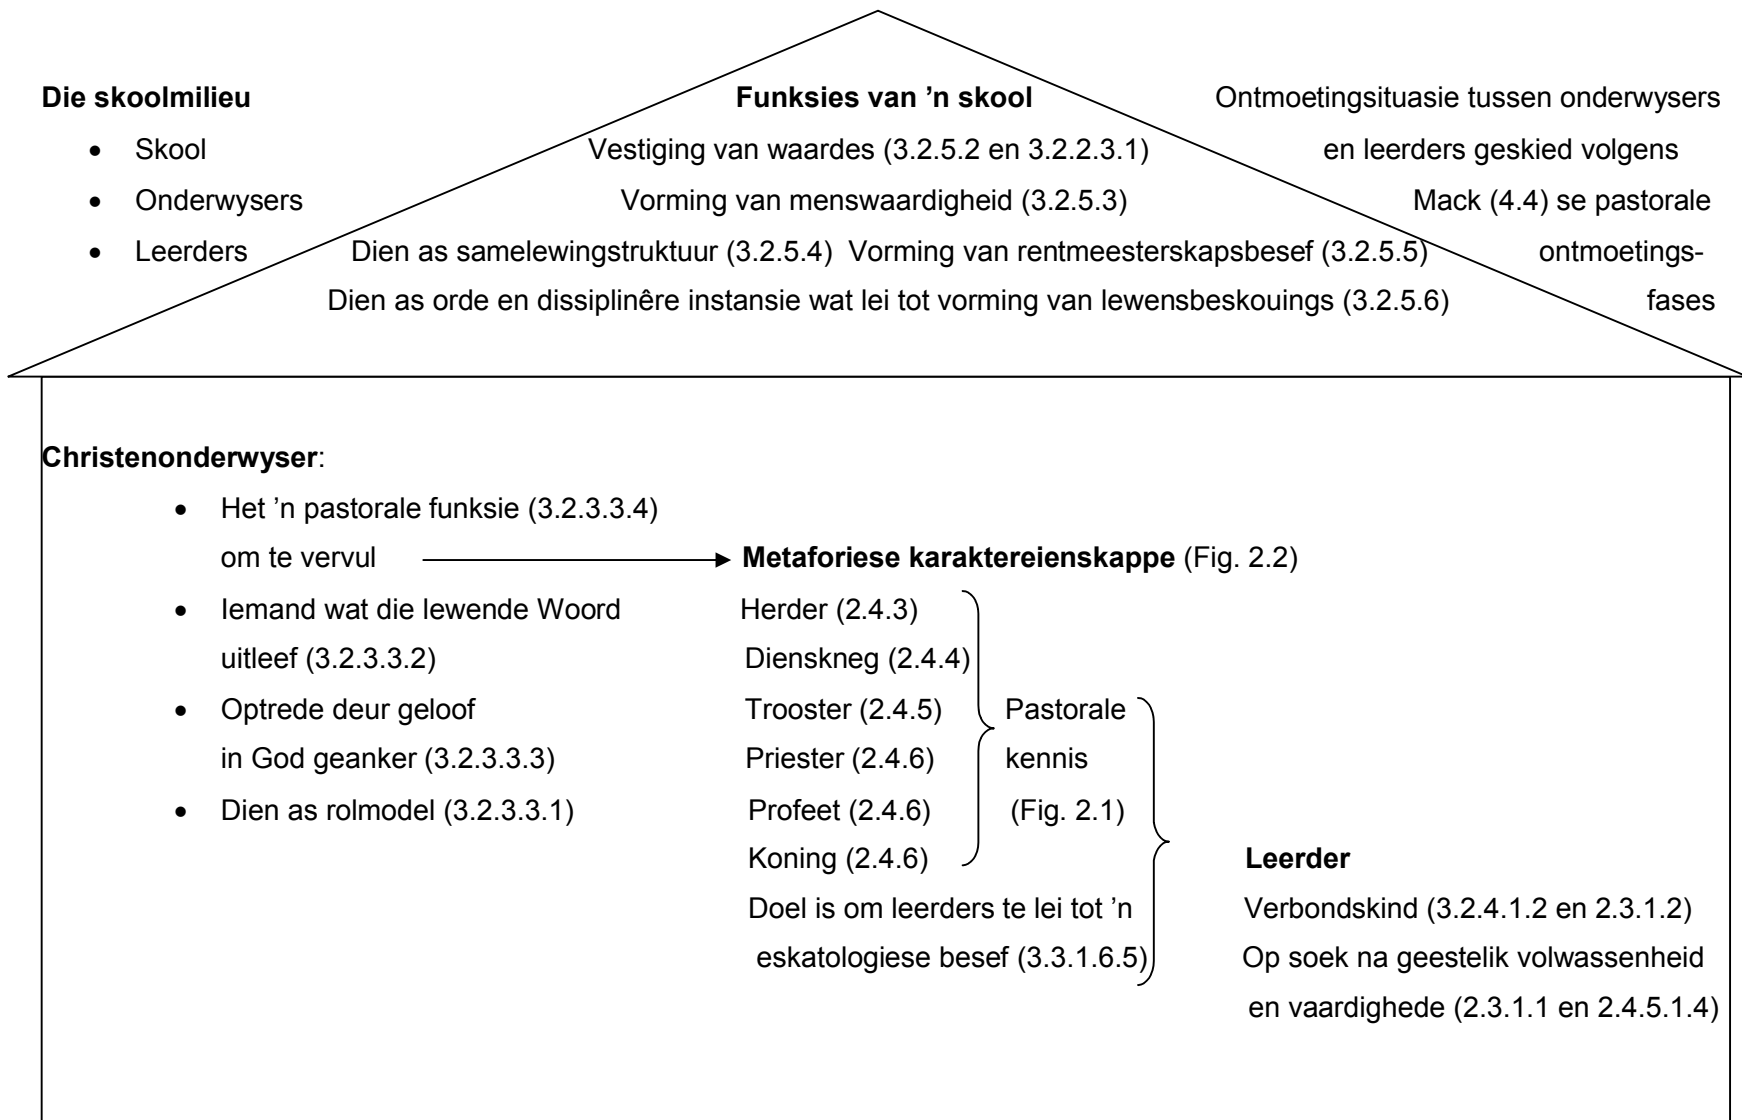 Die skoolmilieu
• Skool
• Onderwysers
• Leerders
Funksies van ’n skool
Vestiging van waardes (3.2.5.2 en 3.2.2.3.1)
Vorming van menswaardigheid (3.2.5.3)
Dien as samelewingstruktuur (3.2.5.4) Vorming van rentmeesterskapsbesef (3.2.5.5)
Dien as orde en dissiplinêre instansie wat lei tot vorming van lewensbeskouings (3.2.5.6)
Ontmoetingsituasie tussen onderwysers
en leerders geskied volgens
Mack (4.4) se pastorale
ontmoetings-
fases
Christenonderwyser:
• Het ’n pastorale funksie (3.2.3.3.4)
om te vervul
• Iemand wat die lewende Woord
uitleef (3.2.3.3.2)
• Optrede deur geloof
in God geanker (3.2.3.3.3)
• Dien as rolmodel (3.2.3.3.1)
Metaforiese karaktereienskappe (Fig. 2.2)
Herder (2.4.3)
Dienskneg (2.4.4)
Trooster (2.4.5)
Priester (2.4.6)
Profeet (2.4.6)
Koning (2.4.6)
Doel is om leerders te lei tot ’n
eskatologiese besef (3.3.1.6.5)
Pastorale
kennis
(Fig. 2.1)
Leerder
Verbondskind (3.2.4.1.2 en 2.3.1.2)
Op soek na geestelik volwassenheid
en vaardighede (2.3.1.1 en 2.4.5.1.4)